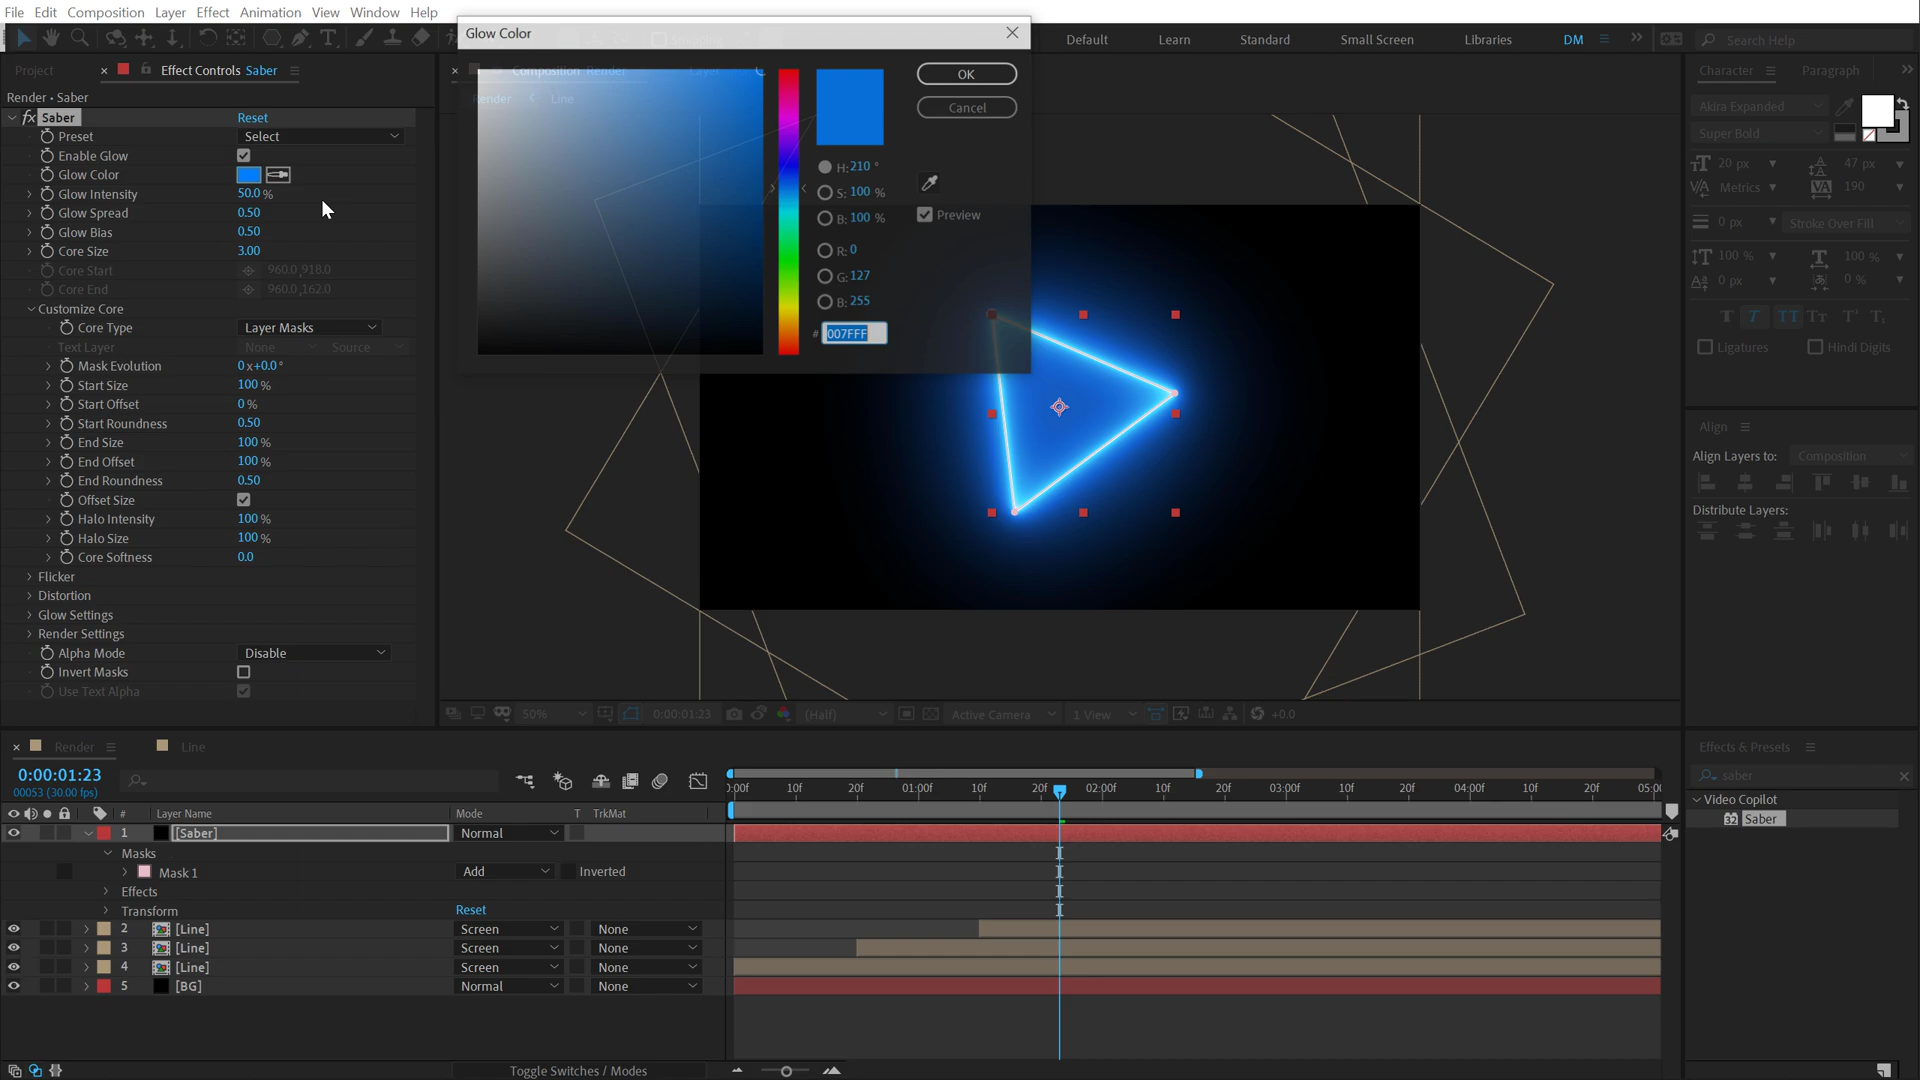 File Edit Composition Layer Effect Animation View Window Help
Default Learn Standard Small Screen Libraries DM Search Help
Project Effect Controls Saber
Render • Saber
fx Saber Reset
Preset Select
Enable Glow
Glow Color
Glow Intensity 50.0 %
Glow Spread 0.50
Glow Bias 0.50
Core Size 3.00
Core Start 960.0,918.0
Core End 960.0,162.0
Customize Core
Core Type Layer Masks
Text Layer None Source
Mask Evolution 0 x+0.0 °
Start Size 100 %
Start Offset 0 %
Start Roundness 0.50
End Size 100 %
End Offset 100 %
End Roundness 0.50
Offset Size
Halo Intensity 100 %
Halo Size 100 %
Core Softness 0.0
Flicker
Distortion
Glow Settings
Render Settings
Alpha Mode Disable
Invert Masks
Use Text Alpha
Glow Color
Composition Render Layer
Render < Line
OK
Cancel
H: 210 °
S: 100 %
B: 100 %
Preview
R: 0
G: 127
B: 255
# 007FFF
50% 0:00:01:23 (Half) Active Camera 1 View +0.0
Character Paragraph
Akira Expanded
Super Bold
20 px 47 px
Metrics 190
0 px Stroke Over Fill
100 % 100 %
0 px 0 %
T T TT Tт T¹ T₁
Ligatures Hindi Digits
Align
Align Layers to: Composition
Distribute Layers:
Effects & Presets
saber
Video Copilot
32 Saber
Render Line
0:00:01:23
00053 (30.00 fps)
:00f 10f 20f 01:00f 10f 20f 02:00f 10f 20f 03:00f 10f 20f 04:00f 10f 20f 05:0
# Layer Name Mode T TrkMat
1 [Saber] Normal
Masks
Mask 1 Add Inverted
Effects
Transform Reset
2 [Line] Screen None
3 [Line] Screen None
4 [Line] Screen None
5 [BG] Normal None
Toggle Switches / Modes